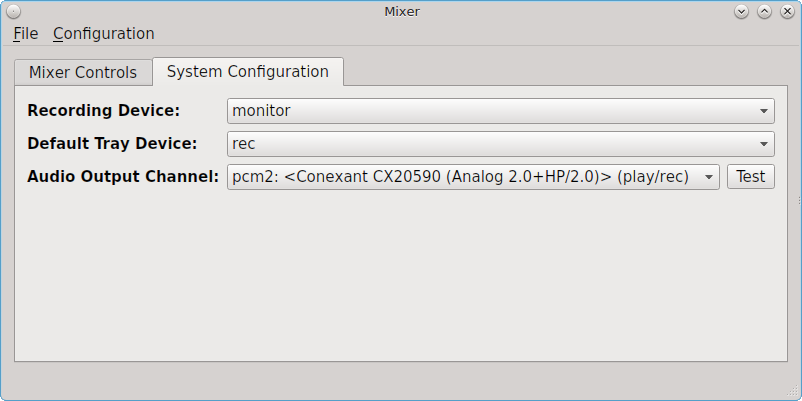 Mixer
File Configuration
Mixer Controls System Configuration
Recording Device: monitor
Default Tray Device: rec
Audio Output Channel: pcm2: <Conexant CX20590 (Analog 2.0+HP/2.0)> (play/rec) Test